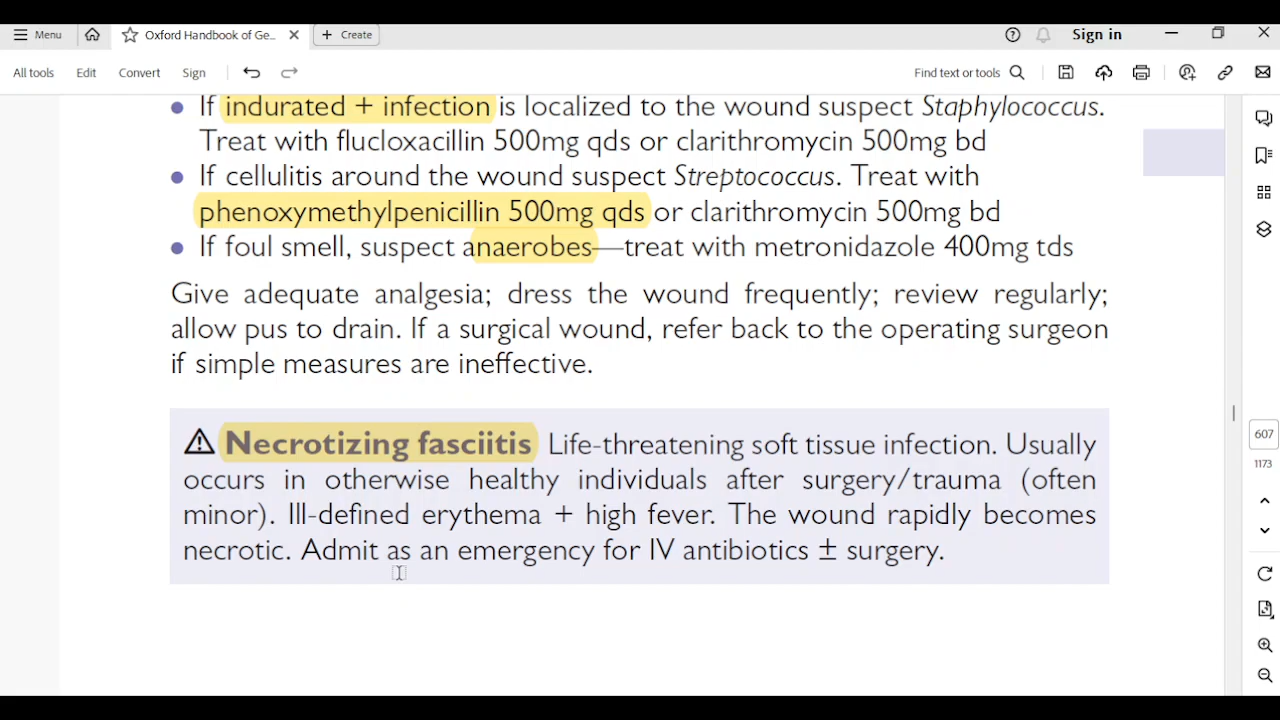 Menu
Oxford Handbook of Ge...
Create
Sign in
All tools Edit Convert Sign
Find text or tools
• If indurated + infection is localized to the wound suspect Staphylococcus.
Treat with flucloxacillin 500mg qds or clarithromycin 500mg bd
• If cellulitis around the wound suspect Streptococcus. Treat with
phenoxymethylpenicillin 500mg qds or clarithromycin 500mg bd
• If foul smell, suspect anaerobes—treat with metronidazole 400mg tds
Give adequate analgesia; dress the wound frequently; review regularly;
allow pus to drain. If a surgical wound, refer back to the operating surgeon
if simple measures are ineffective.
Necrotizing fasciitis Life-threatening soft tissue infection. Usually
occurs in otherwise healthy individuals after surgery/trauma (often
minor). Ill-defined erythema + high fever. The wound rapidly becomes
necrotic. Admit as an emergency for IV antibiotics ± surgery.
607
1173